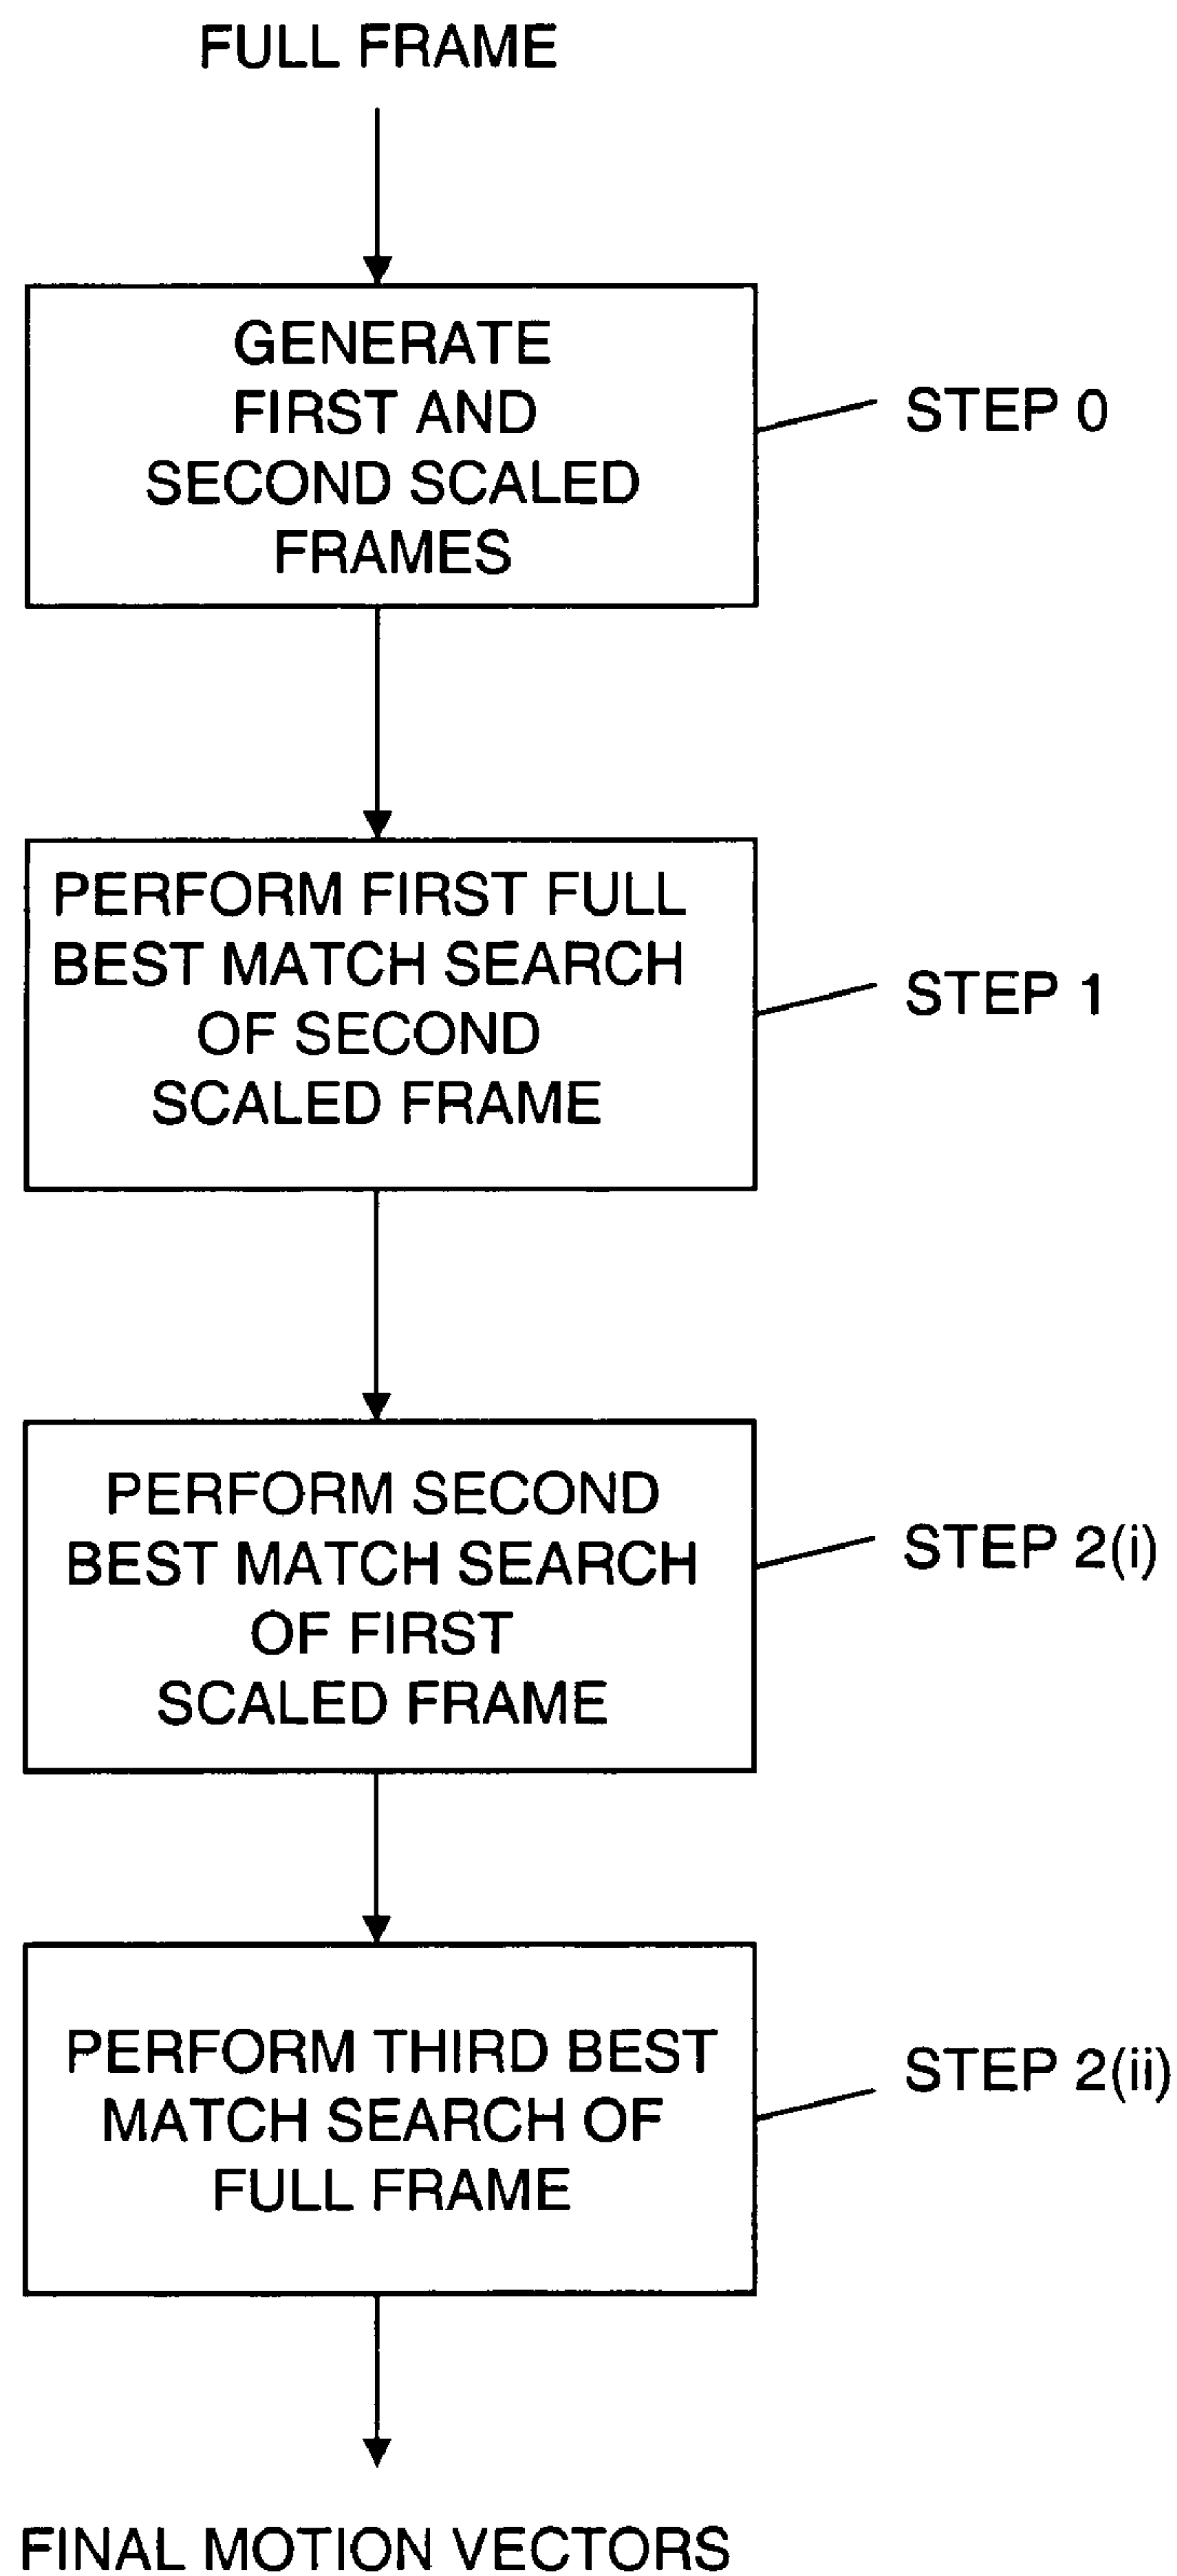 FULL FRAME
GENERATE
FIRST AND
SECOND SCALED
FRAMES
STEP 0
PERFORM FIRST FULL
BEST MATCH SEARCH
OF SECOND
SCALED FRAME
STEP 1
PERFORM SECOND
BEST MATCH SEARCH
OF FIRST
SCALED FRAME
STEP 2(i)
PERFORM THIRD BEST
MATCH SEARCH OF
FULL FRAME
STEP 2(ii)
FINAL MOTION VECTORS